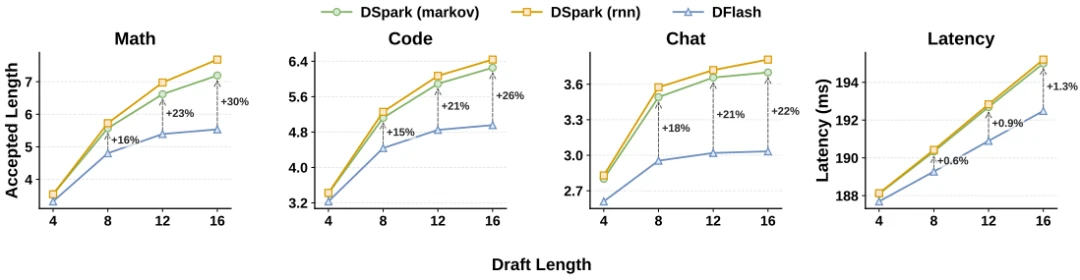 DSpark (markov) DSpark (rnn) DFlash
Math
Accepted Length
7
6
5
4
+16%
+23%
+30%
4 8 12 16
Code
6.4
5.6
4.8
4.0
3.2
+15%
+21%
+26%
4 8 12 16
Chat
3.6
3.3
3.0
2.7
+18%
+21%
+22%
4 8 12 16
Latency
Latency (ms)
194
192
190
188
+0.6%
+0.9%
+1.3%
4 8 12 16
Draft Length